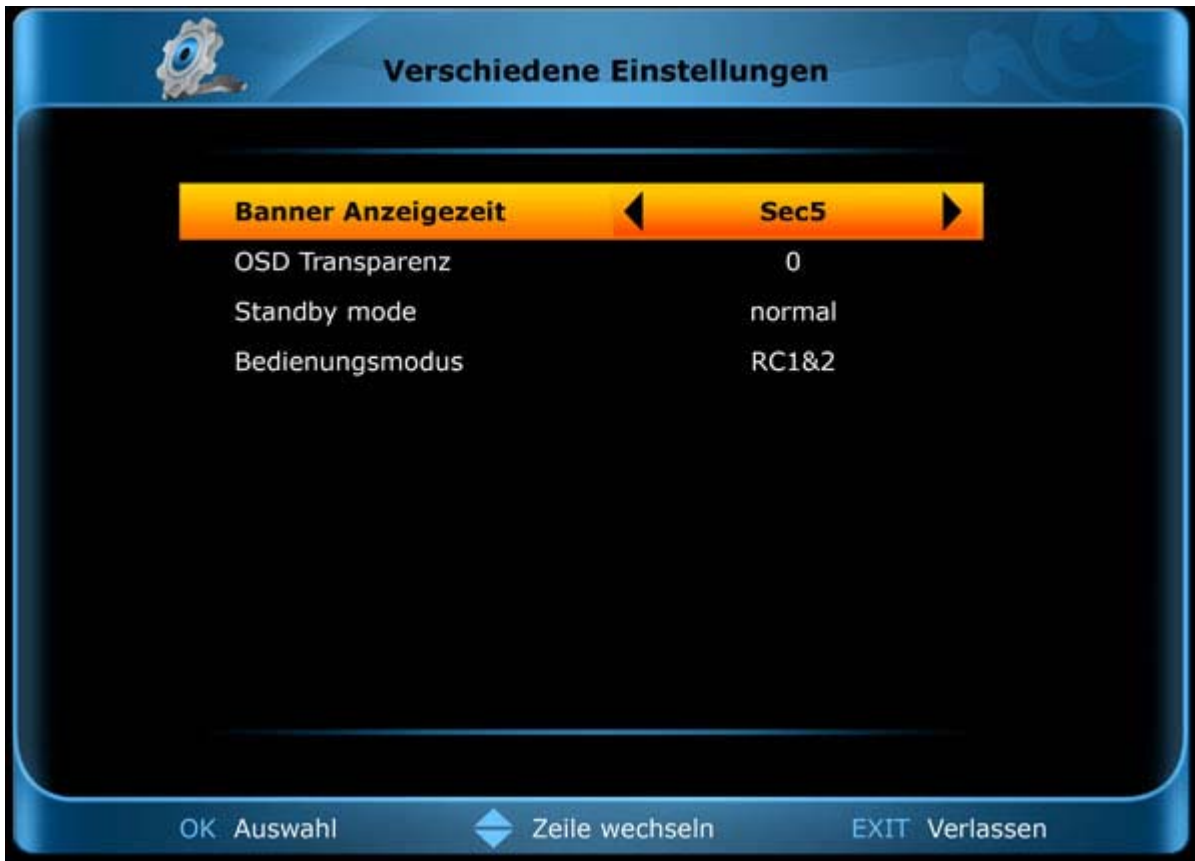 Verschiedene Einstellungen
Banner Anzeigezeit Sec5
OSD Transparenz 0
Standby mode normal
Bedienungsmodus RC1&2
OK Auswahl Zeile wechseln EXIT Verlassen